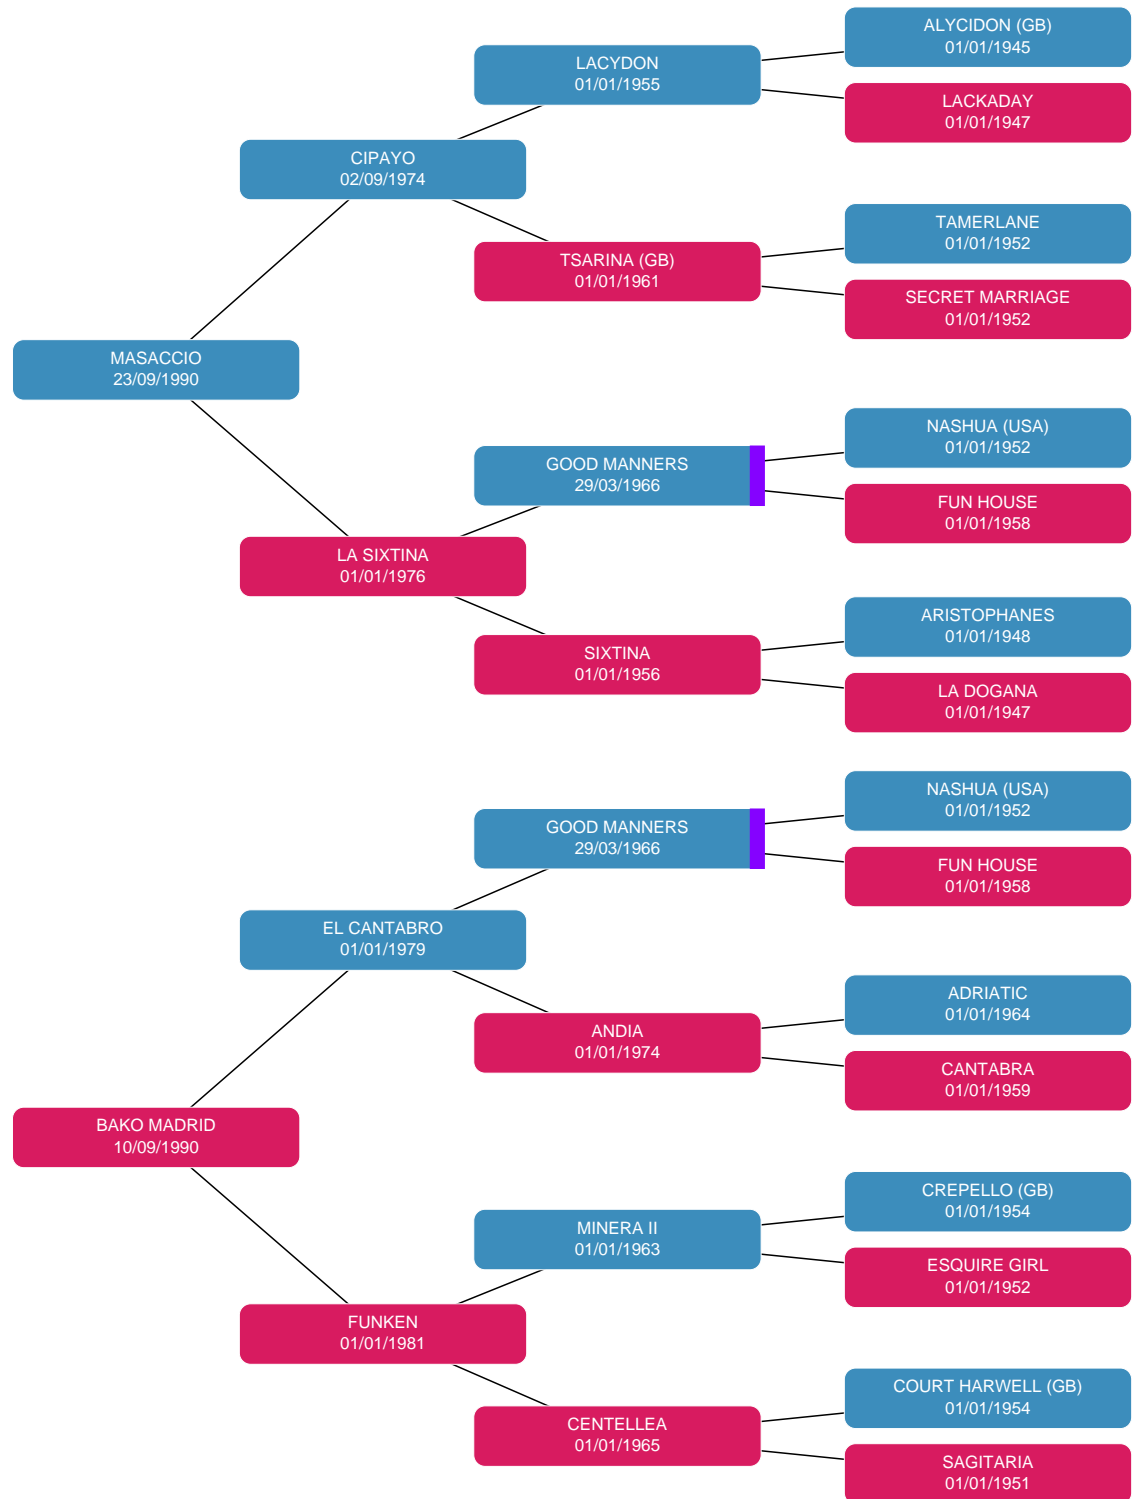 ALYCIDON (GB)
01/01/1945
LACYDON
01/01/1955
LACKADAY
01/01/1947
CIPAYO
02/09/1974
TAMERLANE
01/01/1952
TSARINA (GB)
01/01/1961
SECRET MARRIAGE
01/01/1952
MASACCIO
23/09/1990
NASHUA (USA)
01/01/1952
GOOD MANNERS
29/03/1966
FUN HOUSE
01/01/1958
LA SIXTINA
01/01/1976
ARISTOPHANES
01/01/1948
SIXTINA
01/01/1956
LA DOGANA
01/01/1947
NASHUA (USA)
01/01/1952
GOOD MANNERS
29/03/1966
FUN HOUSE
01/01/1958
EL CANTABRO
01/01/1979
ADRIATIC
01/01/1964
ANDIA
01/01/1974
CANTABRA
01/01/1959
BAKO MADRID
10/09/1990
CREPELLO (GB)
01/01/1954
MINERA II
01/01/1963
ESQUIRE GIRL
01/01/1952
FUNKEN
01/01/1981
COURT HARWELL (GB)
01/01/1954
CENTELLEA
01/01/1965
SAGITARIA
01/01/1951